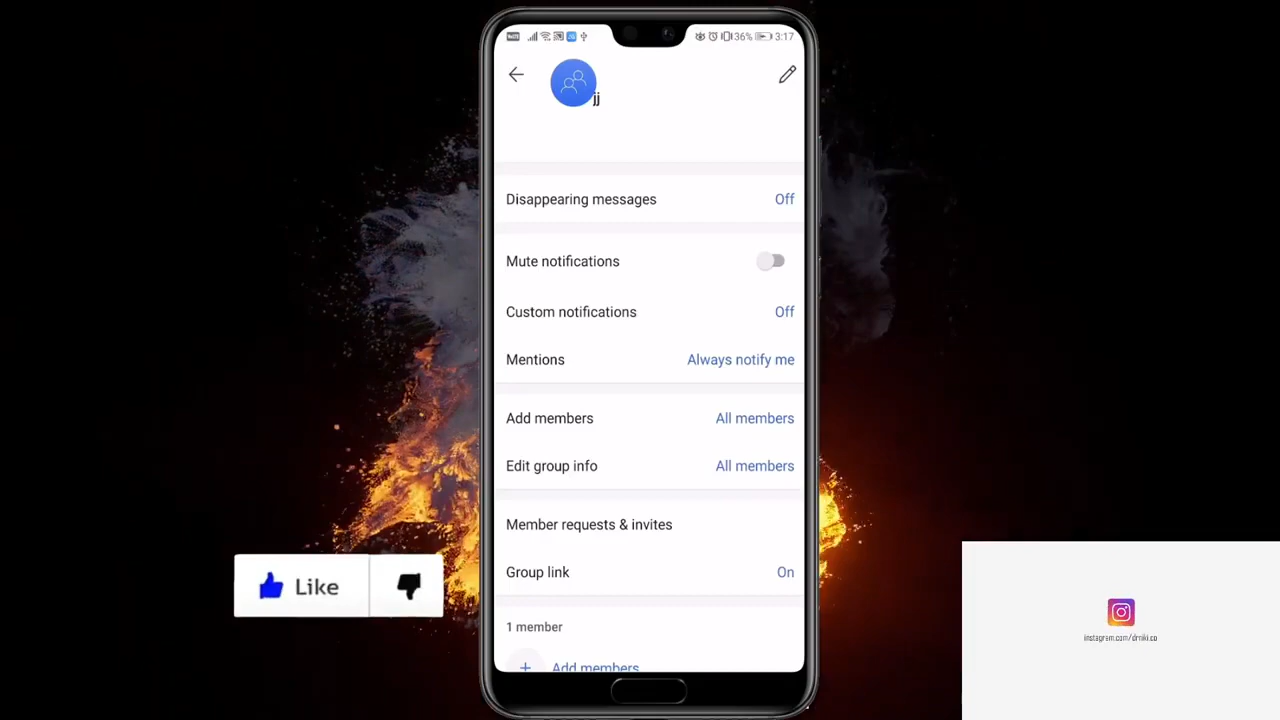 36% 3:17
jj
Disappearing messages Off
Mute notifications
Custom notifications Off
Mentions Always notify me
Add members All members
Edit group info All members
Member requests & invites
Group link On
1 member
+ Add members
Like
instagram.com/drniki.co